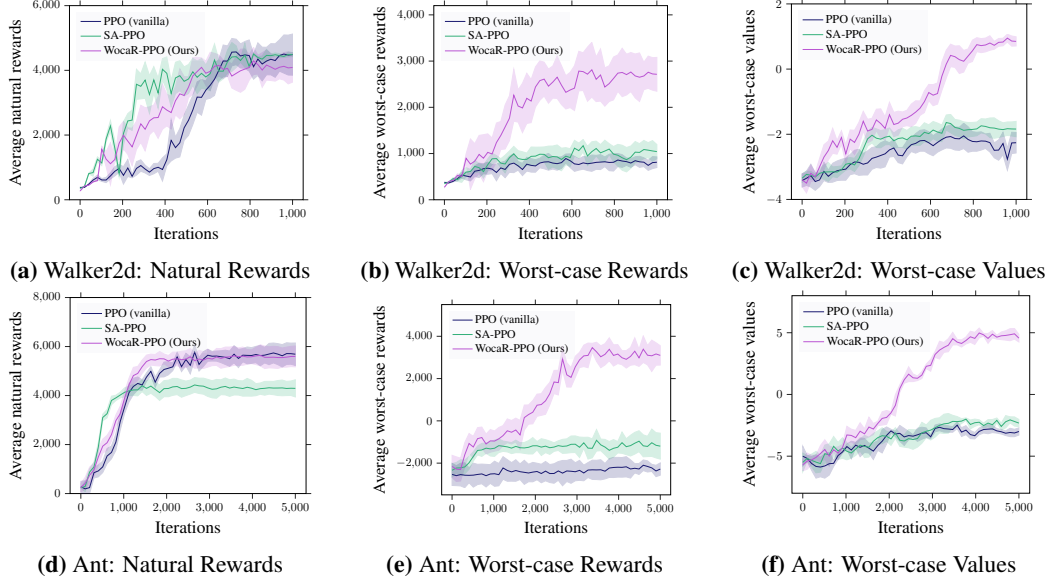 6,000
4,000
2,000
0
Average natural rewards
PPO (vanilla)
SA-PPO
WocaR-PPO (Ours)
0 200 400 600 800 1,000
Iterations
(a) Walker2d: Natural Rewards
4,000
3,000
2,000
1,000
0
Average worst-case rewards
PPO (vanilla)
SA-PPO
WocaR-PPO (Ours)
0 200 400 600 800 1,000
Iterations
(b) Walker2d: Worst-case Rewards
2
0
−2
−4
Average worst-case values
PPO (vanilla)
SA-PPO
WocaR-PPO (Ours)
0 200 400 600 800 1,000
Iterations
(c) Walker2d: Worst-case Values
8,000
6,000
4,000
2,000
0
Average natural rewards
PPO (vanilla)
SA-PPO
WocaR-PPO (Ours)
0 1,000 2,000 3,000 4,000 5,000
Iterations
(d) Ant: Natural Rewards
4,000
2,000
0
−2,000
Average worst-case rewards
PPO (vanilla)
SA-PPO
WocaR-PPO (Ours)
0 1,000 2,000 3,000 4,000 5,000
Iterations
(e) Ant: Worst-case Rewards
5
0
−5
Average worst-case values
PPO (vanilla)
SA-PPO
WocaR-PPO (Ours)
0 1,000 2,000 3,000 4,000 5,000
Iterations
(f) Ant: Worst-case Values